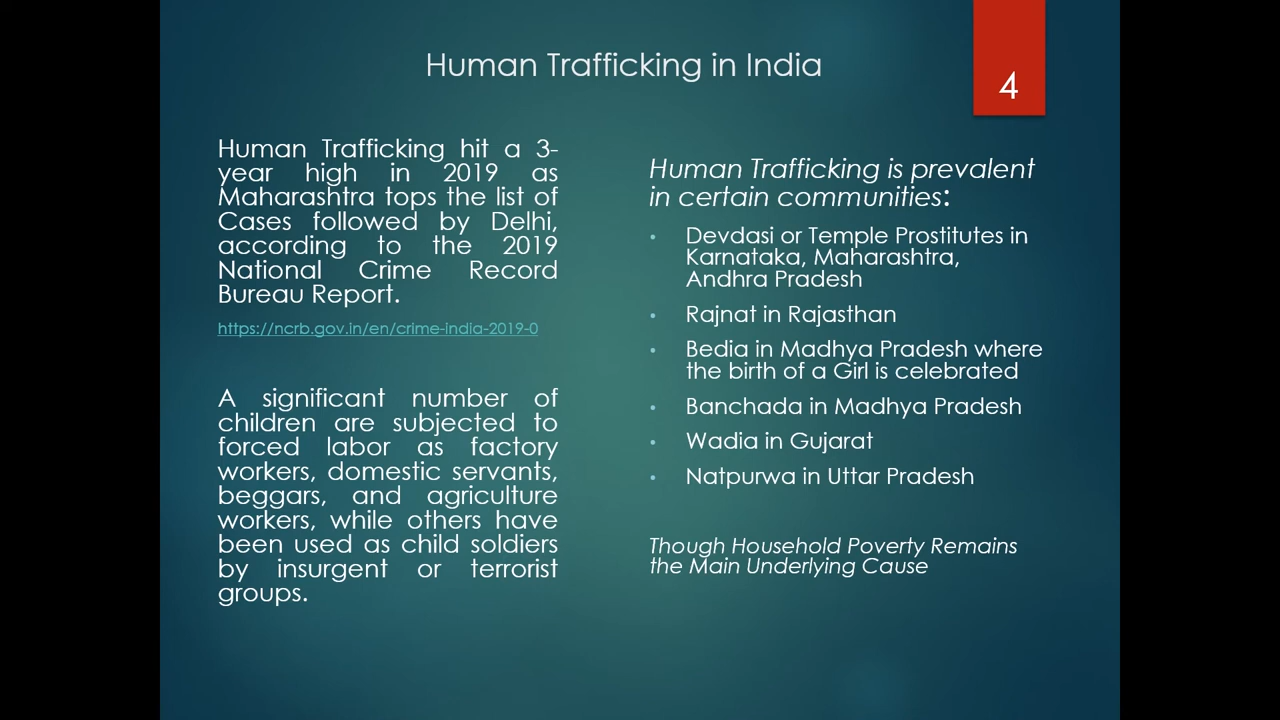 Human Trafficking in India
4
Human Trafficking hit a 3-
year high in 2019 as
Maharashtra tops the list of
Cases followed by Delhi,
according to the 2019
National Crime Record
Bureau Report.
https://ncrb.gov.in/en/crime-india-2019-0
A significant number of
children are subjected to
forced labor as factory
workers, domestic servants,
beggars, and agriculture
workers, while others have
been used as child soldiers
by insurgent or terrorist
groups.
Human Trafficking is prevalent
in certain communities:
• Devdasi or Temple Prostitutes in
Karnataka, Maharashtra,
Andhra Pradesh
• Rajnat in Rajasthan
• Bedia in Madhya Pradesh where
the birth of a Girl is celebrated
• Banchada in Madhya Pradesh
• Wadia in Gujarat
• Natpurwa in Uttar Pradesh
Though Household Poverty Remains
the Main Underlying Cause